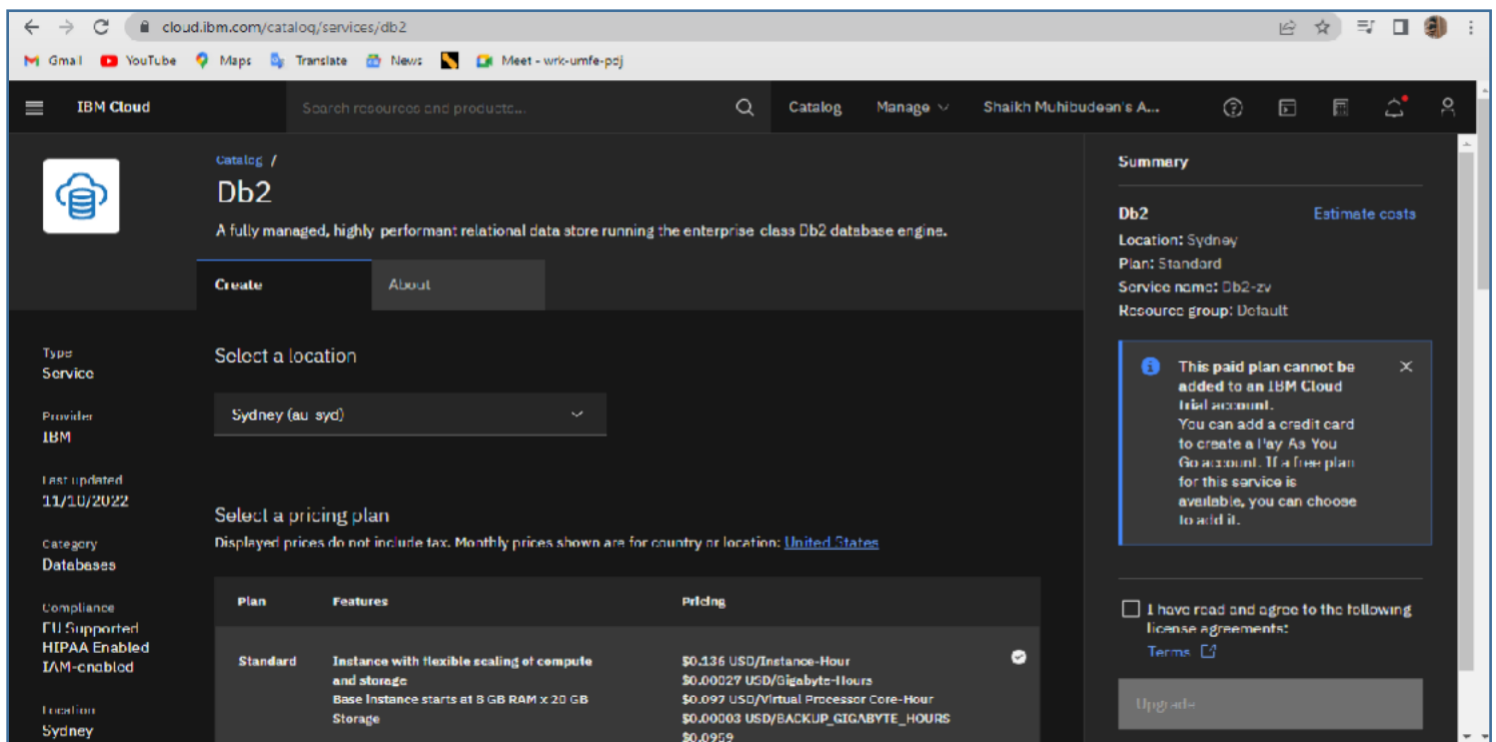 cloud.ibm.com/catalog/services/db2
Gmail YouTube Maps Translate News Meet - wrk-umfe-pdj
IBM Cloud Search resources and products... Catalog Manage Shaikh Muhibudeen's A...
Catalog /
Db2
A fully managed, highly performant relational data store running the enterprise class Db2 database engine.
Create About
Type
Service
Provider
IBM
Last updated
11/10/2022
Category
Databases
Compliance
EU Supported
HIPAA Enabled
IAM-enabled
Location
Sydney
Select a location
Sydney (au-syd)
Select a pricing plan
Displayed prices do not include tax. Monthly prices shown are for country or location: United States
Plan Features Pricing
Standard
Instance with flexible scaling of compute
and storage
Base Instance starts at 8 GB RAM x 20 GB
Storage
$0.136 USD/Instance-Hour
$0.00027 USD/Gigabyte-Hours
$0.097 USD/Virtual Processor Core-Hour
$0.00003 USD/BACKUP_GIGABYTE_HOURS
$0.0959
Summary
Db2 Estimate costs
Location: Sydney
Plan: Standard
Service name: Db2-zv
Resource group: Default
This paid plan cannot be
added to an IBM Cloud
trial account.
You can add a credit card
to create a Pay As You
Go account. If a free plan
for this service is
available, you can choose
to add it.
I have read and agree to the following
license agreements:
Terms
Upgrade